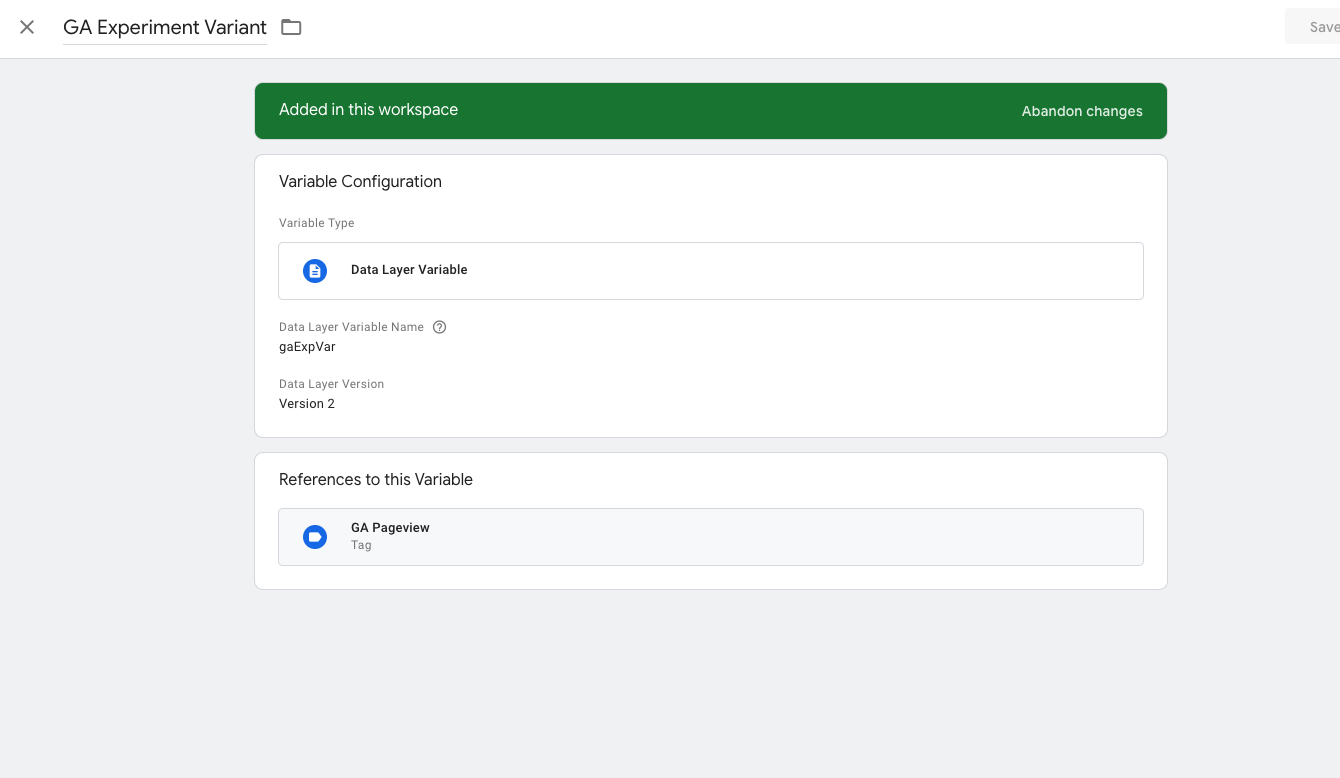 GA Experiment Variant
Save
Added in this workspace
Abandon changes
Variable Configuration
Variable Type
Data Layer Variable
Data Layer Variable Name
gaExpVar
Data Layer Version
Version 2
References to this Variable
GA Pageview
Tag